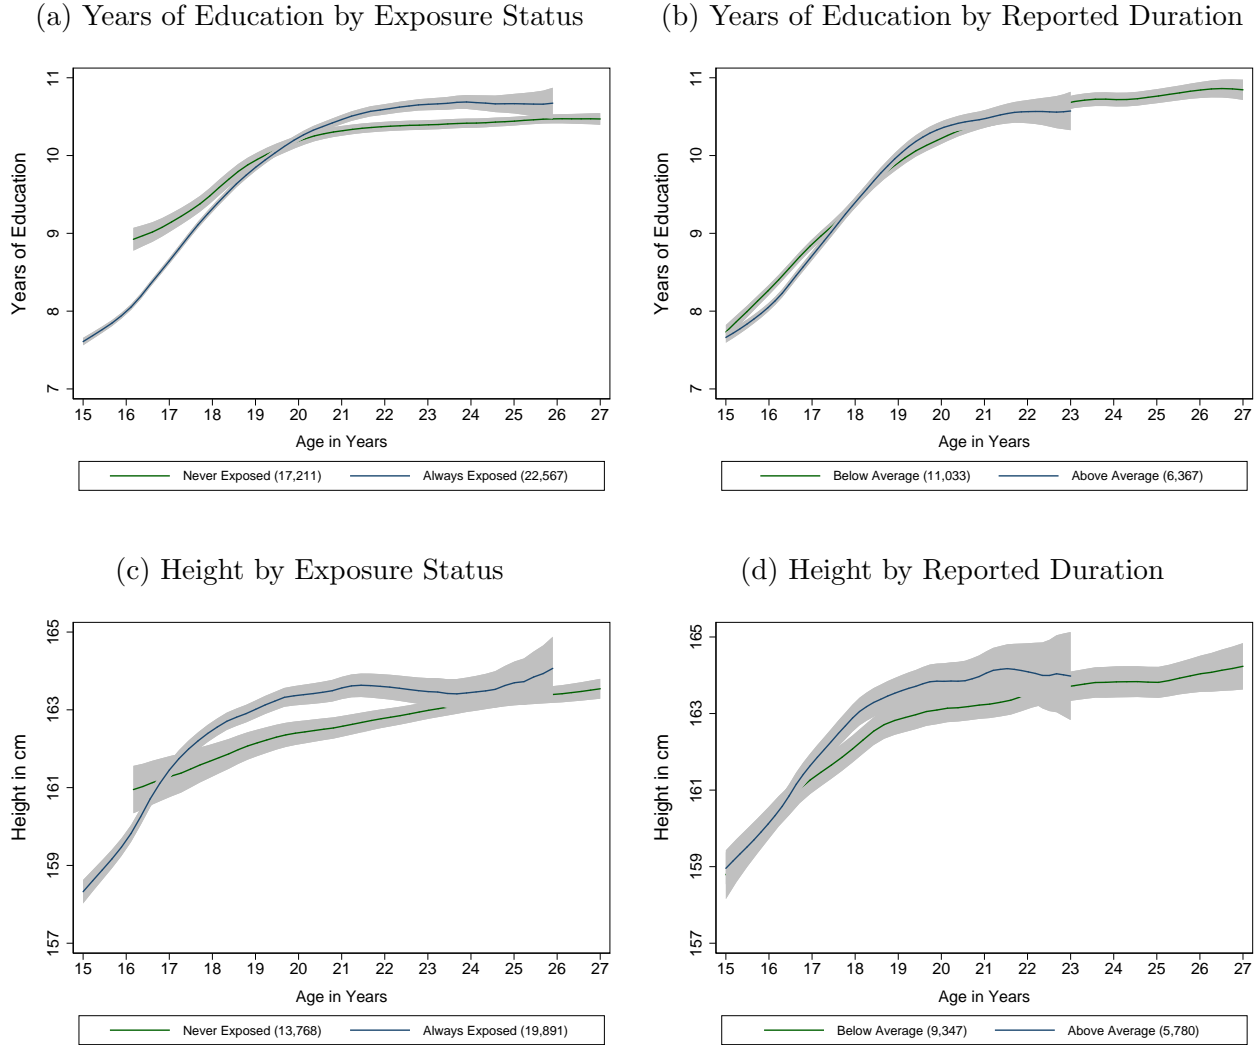 (a) Years of Education by Exposure Status
Years of Education
11
10
9
8
7
15 16 17 18 19 20 21 22 23 24 25 26 27
Age in Years
Never Exposed (17,211) Always Exposed (22,567)
(b) Years of Education by Reported Duration
Years of Education
11
10
9
8
7
15 16 17 18 19 20 21 22 23 24 25 26 27
Age in Years
Below Average (11,033) Above Average (6,367)
(c) Height by Exposure Status
Height in cm
165
163
161
159
157
15 16 17 18 19 20 21 22 23 24 25 26 27
Age in Years
Never Exposed (13,768) Always Exposed (19,891)
(d) Height by Reported Duration
Height in cm
165
163
161
159
157
15 16 17 18 19 20 21 22 23 24 25 26 27
Age in Years
Below Average (9,347) Above Average (5,780)